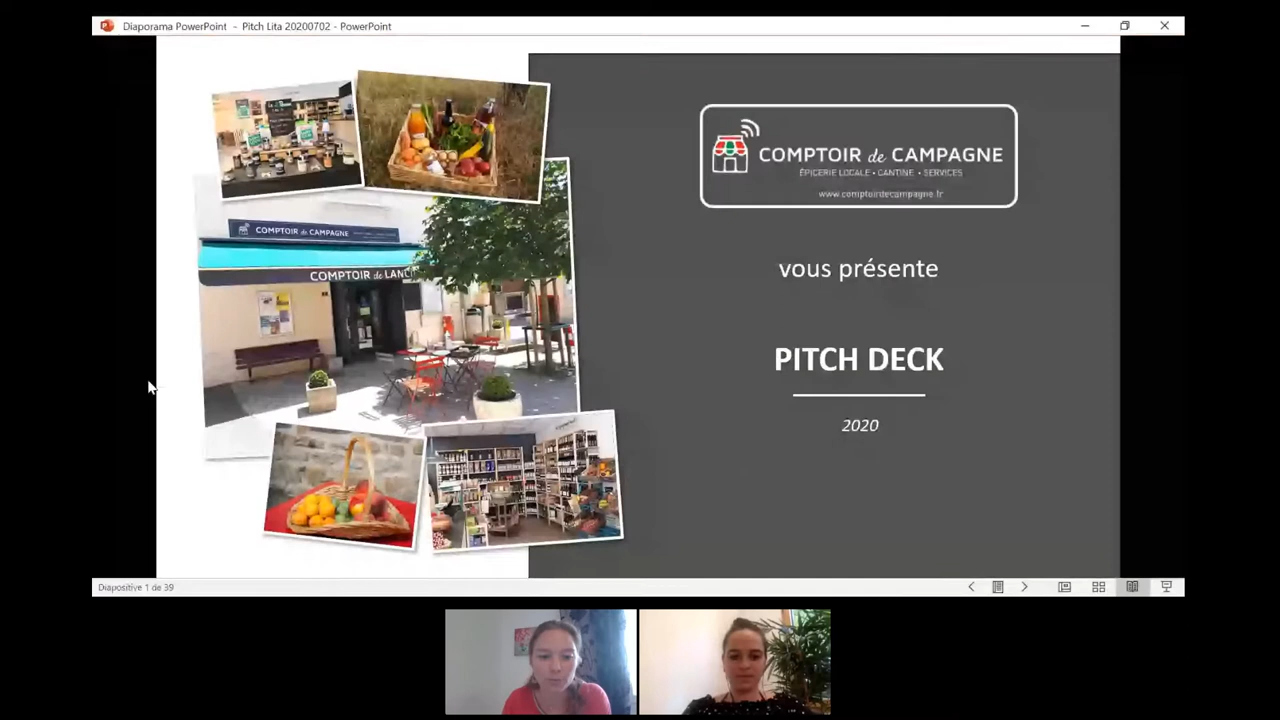 Diaporama PowerPoint - Pitch Lita 20200702 - PowerPoint
COMPTOIR de CAMPAGNE
ÉPICERIE LOCALE • CANTINE • SERVICES
www.comptoirdecampagne.fr
vous présente
PITCH DECK
2020
COMPTOIR de CAMPAGNE
COMPTOIR de
Diapositive 1 de 39